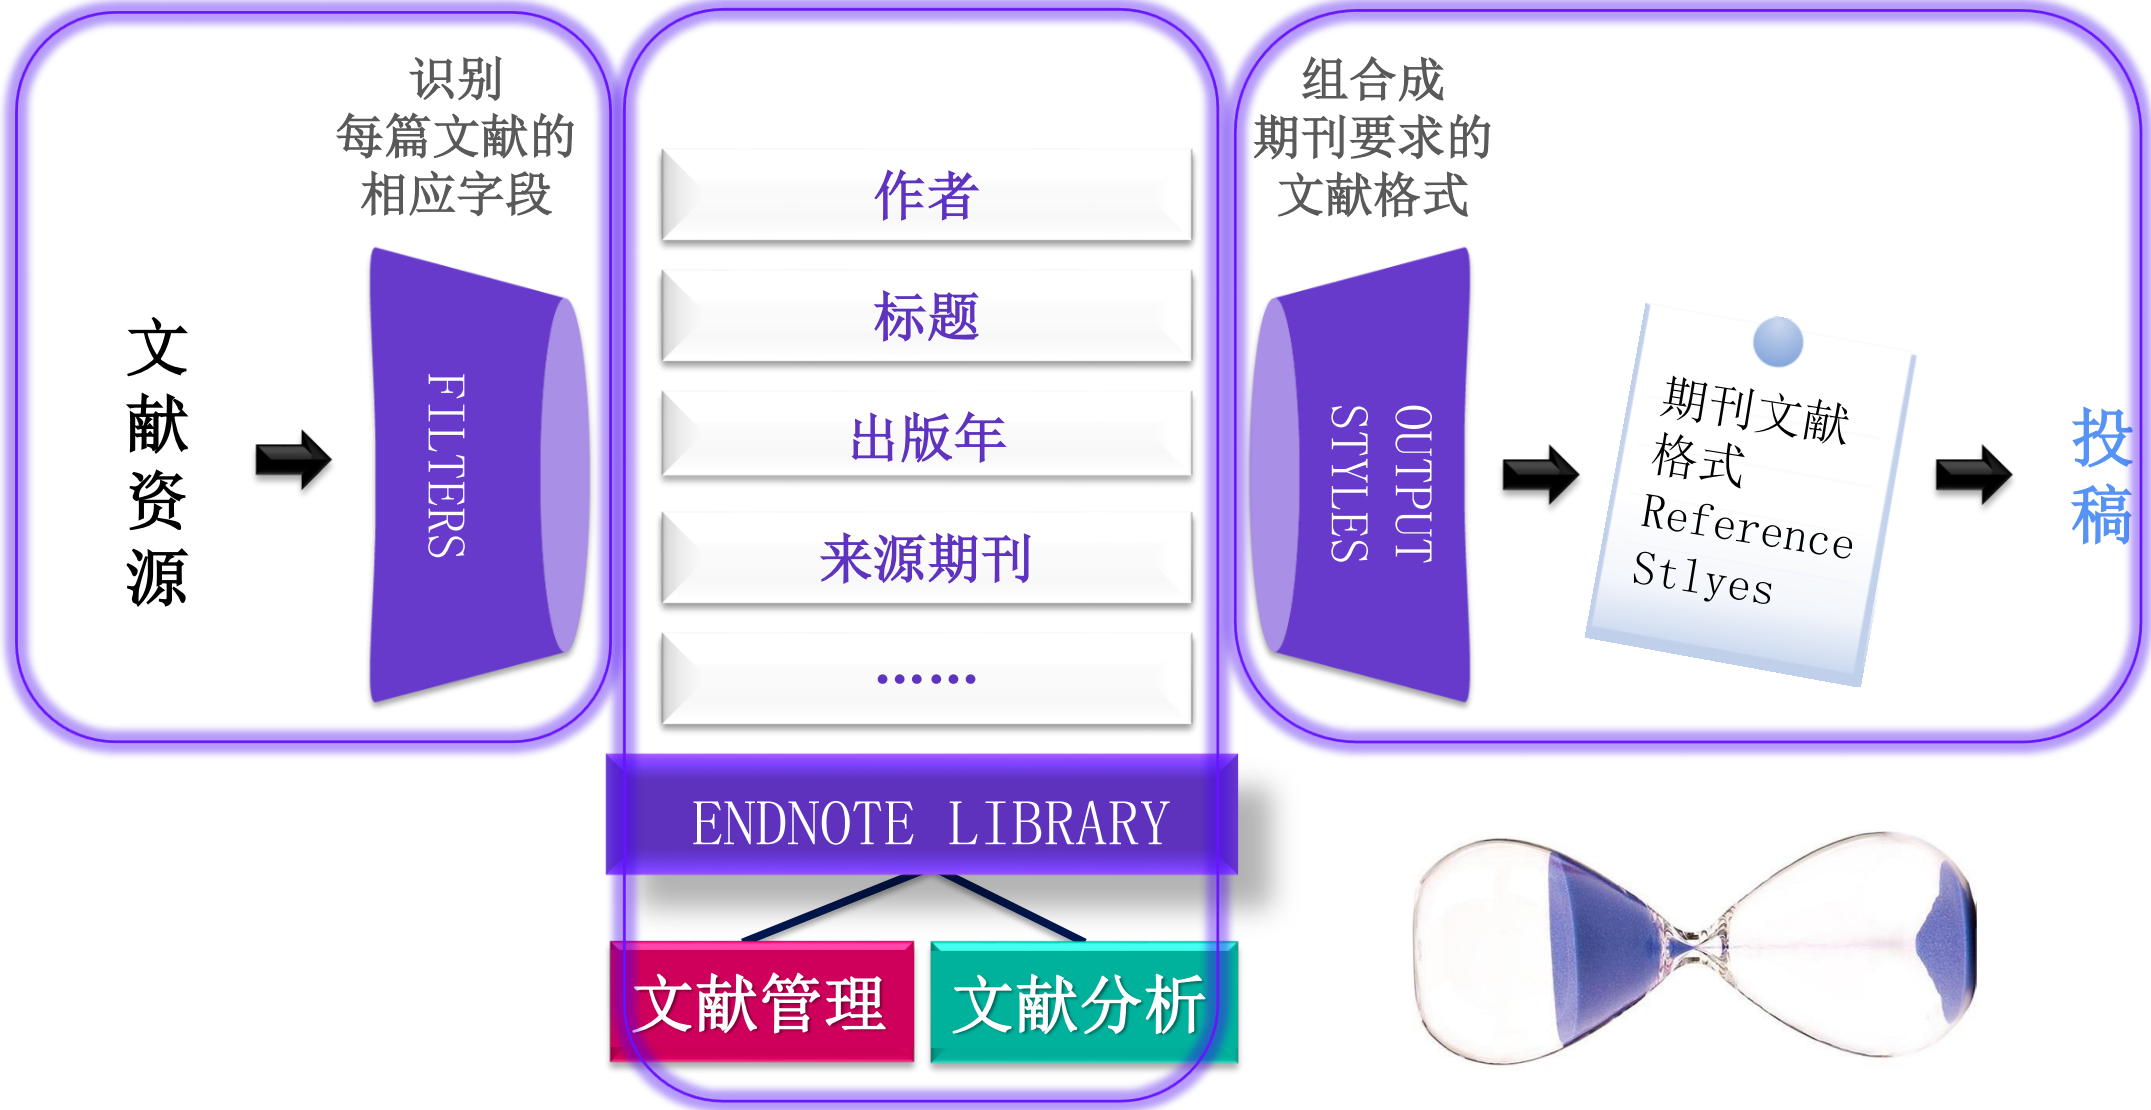 识别
每篇文献的
相应字段
文
献
资
源
FILTERS
作者
标题
出版年
来源期刊
……
ENDNOTE LIBRARY
文献管理
文献分析
组合成
期刊要求的
文献格式
OUTPUT
STYLES
期刊文献
格式
Reference
Stlyes
投
稿